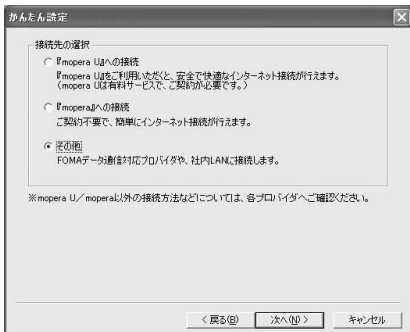 かんたん設定
接続先の選択
『mopera U』への接続
『mopera U』をご利用いただくと、安全で快適なインターネット接続が行えます。
(mopera Uは有料サービスで、ご契約が必要です。)
『mopera』への接続
ご契約不要で、簡単にインターネット接続が行えます。
その他
FOMAデータ通信対応プロバイダや、社内LANに接続します。
※mopera U/mopera以外の接続方法などについては、各プロバイダへご確認ください。
< 戻る(B)
次へ(N) >
キャンセル